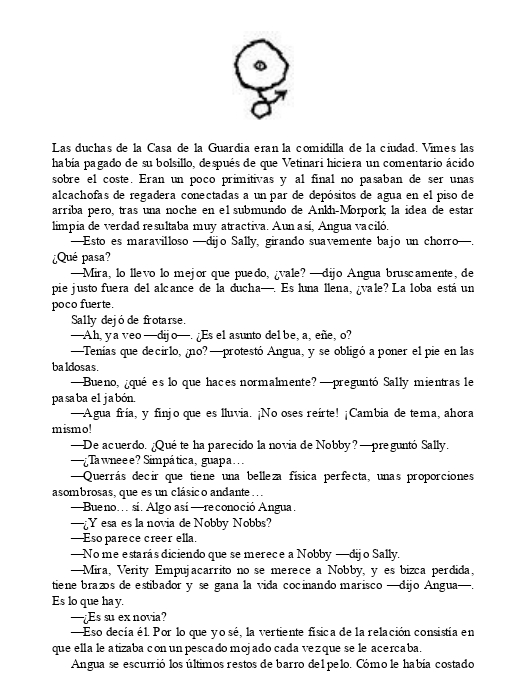 Las duchas de la Casa de la Guardia eran la comidilla de la ciudad. Vimes las
había pagado de su bolsillo, después de que Vetinari hiciera un comentario ácido
sobre el coste. Eran un poco primitivas y al final no pasaban de ser unas
alcachofas de regadera conectadas a un par de depósitos de agua en el piso de
arriba pero, tras una noche en el submundo de Ankh-Morpork, la idea de estar
limpia de verdad resultaba muy atractiva. Aun así, Angua vaciló.
—Esto es maravilloso —dijo Sally, girando suavemente bajo un chorro—.
¿Qué pasa?
—Mira, lo llevo lo mejor que puedo, ¿vale? —dijo Angua bruscamente, de
pie justo fuera del alcance de la ducha—. Es luna llena, ¿vale? La loba está un
poco fuerte.
Sally dejó de frotarse.
—Ah, ya veo —dijo—. ¿Es el asunto del be, a, eñe, o?
—Tenías que decirlo, ¿no? —protestó Angua, y se obligó a poner el pie en las
baldosas.
—Bueno, ¿qué es lo que haces normalmente? —preguntó Sally mientras le
pasaba el jabón.
—Agua fría, y finjo que es lluvia. ¡No oses reírte! ¡Cambia de tema, ahora
mismo!
—De acuerdo. ¿Qué te ha parecido la novia de Nobby? —preguntó Sally.
—¿Tawneee? Simpática, guapa…
—Querrás decir que tiene una belleza física perfecta, unas proporciones
asombrosas, que es un clásico andante…
—Bueno… sí. Algo así —reconoció Angua.
—¿Y esa es la novia de Nobby Nobbs?
—Eso parece creer ella.
—No me estarás diciendo que se merece a Nobby —dijo Sally.
—Mira, Verity Empujacarrito no se merece a Nobby, y es bizca perdida,
tiene brazos de estibador y se gana la vida cocinando marisco —dijo Angua—.
Es lo que hay.
—¿Es su ex novia?
—Eso decía él. Por lo que yo sé, la vertiente física de la relación consistía en
que ella le atizaba con un pescado mojado cada vez que se le acercaba.
Angua se escurrió los últimos restos de barro del pelo. Cómo le había costado